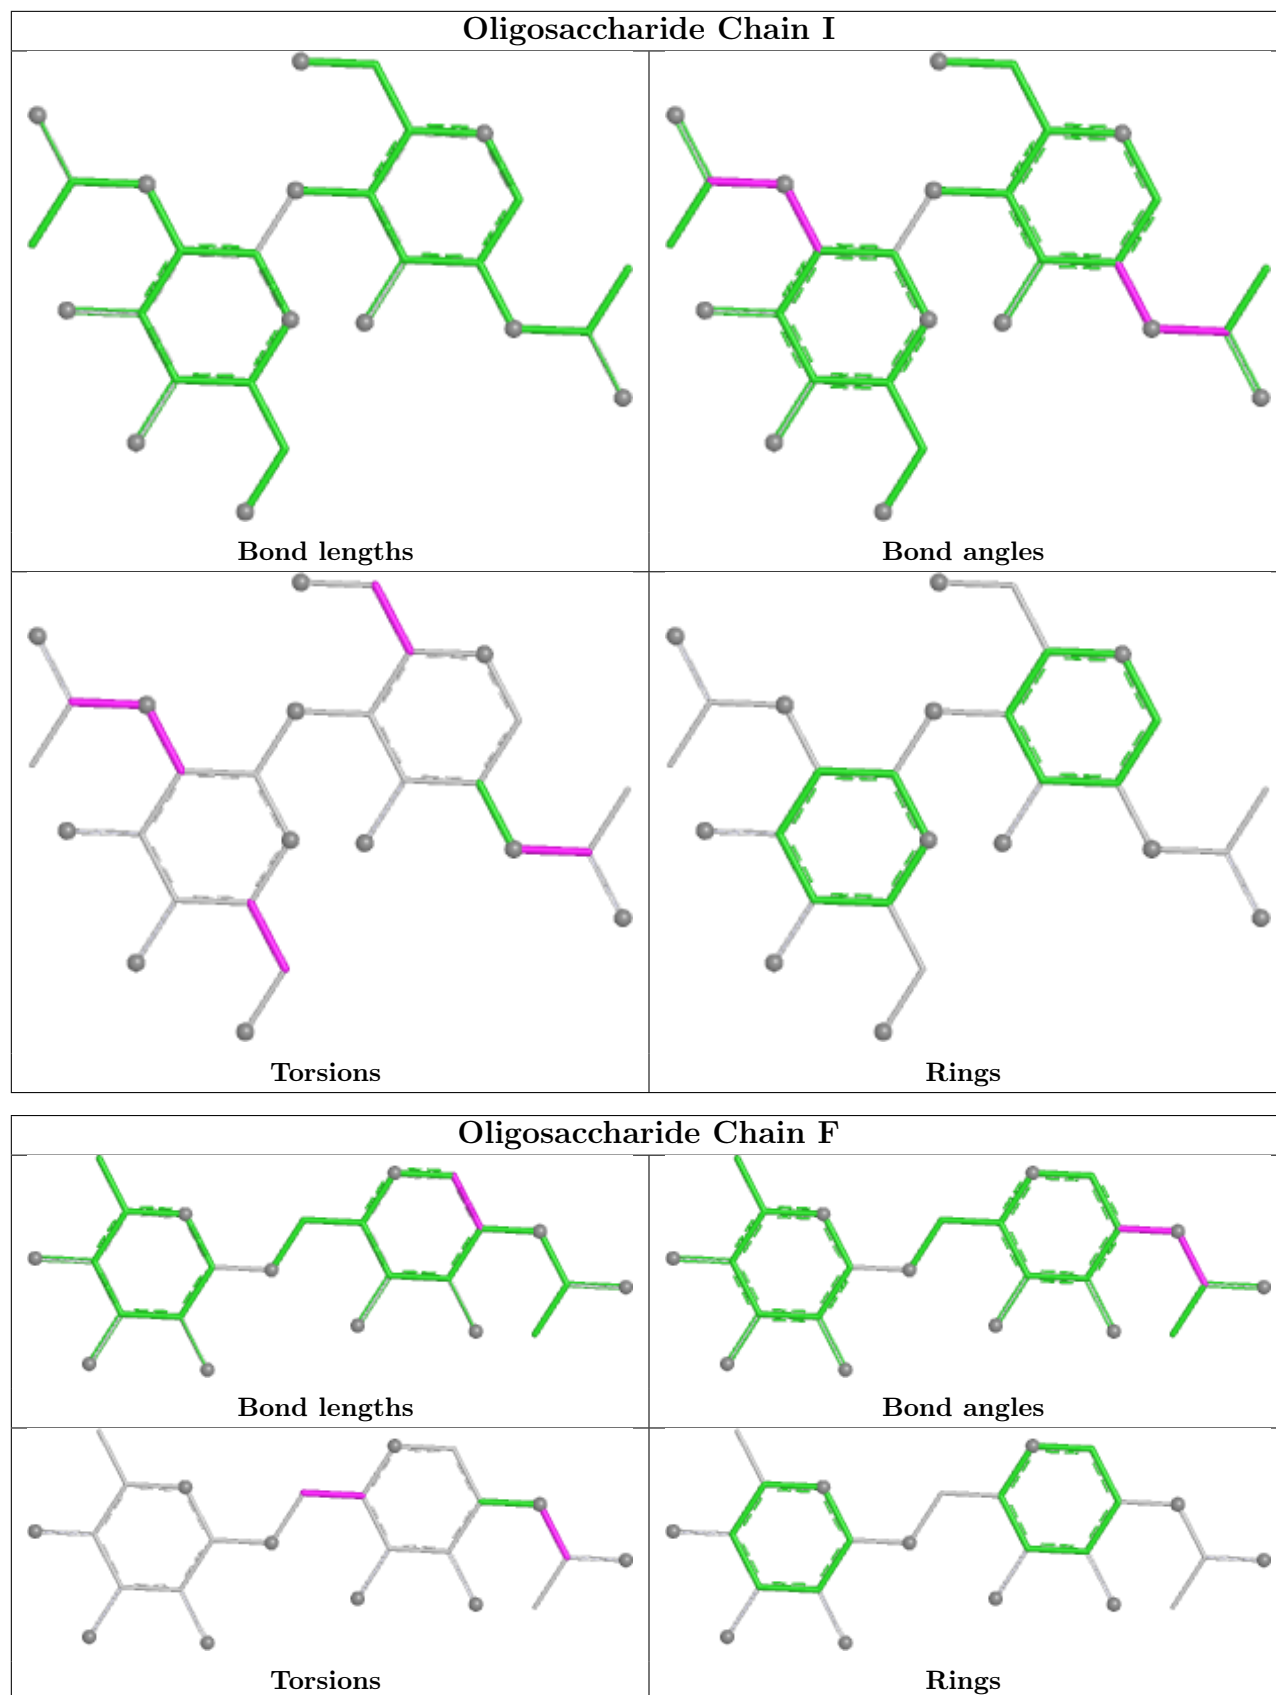 Oligosaccharide Chain I
Bond lengths
Bond angles
Torsions
Rings
Oligosaccharide Chain F
Bond lengths
Bond angles
Torsions
Rings